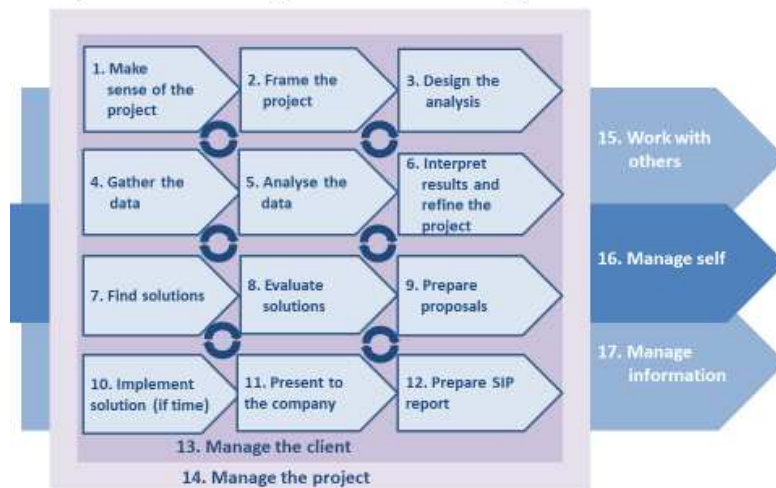 1. Make
sense of the
project
2. Frame the
project
3. Design the
analysis
15. Work with
others
4. Gather the
data
5. Analyse the
data
6. Interpret
results and
refine the
project
16. Manage self
7. Find solutions
8. Evaluate
solutions
9. Prepare
proposals
17. Manage
information
10. Implement
solution (if time)
11. Present to
the company
12. Prepare SIP
report
13. Manage the client
14. Manage the project